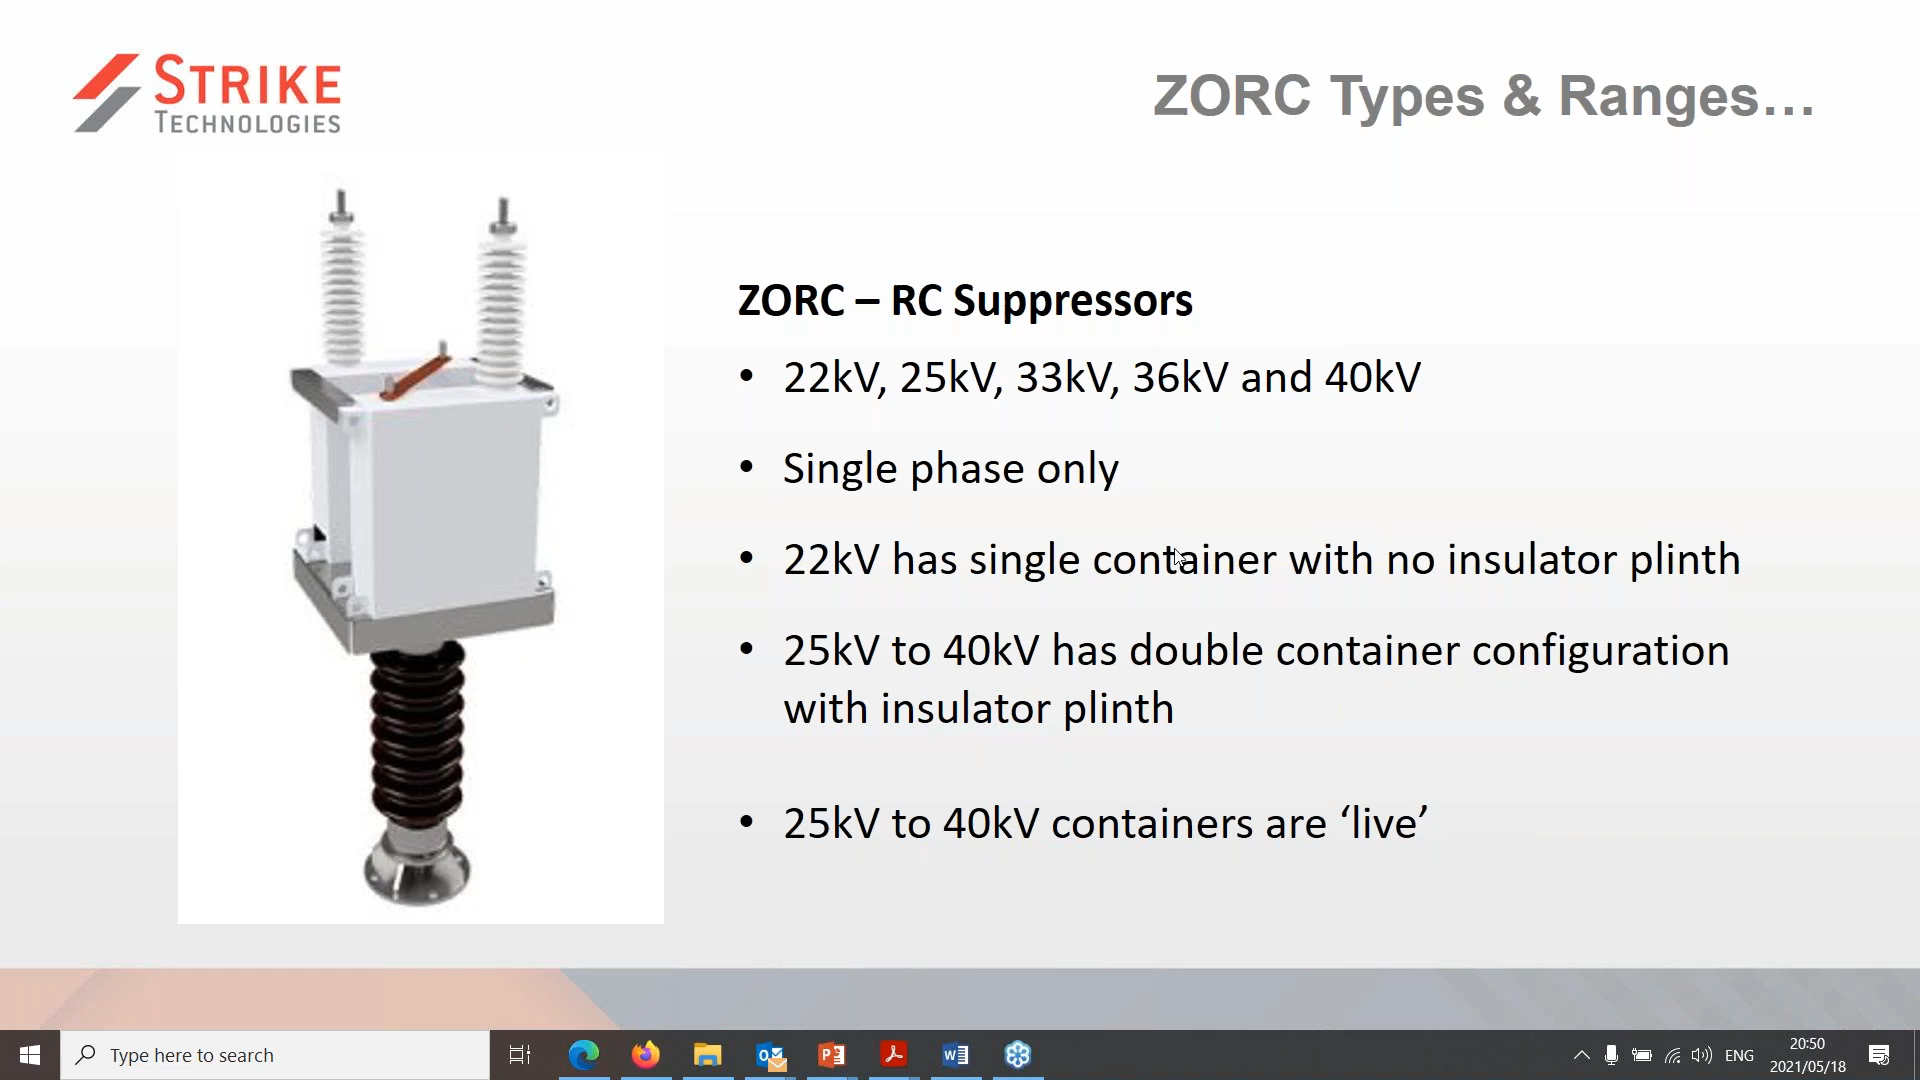 STRIKE
TECHNOLOGIES
ZORC Types & Ranges…
ZORC – RC Suppressors
• 22kV, 25kV, 33kV, 36kV and 40kV
• Single phase only
• 22kV has single container with no insulator plinth
• 25kV to 40kV has double container configuration
with insulator plinth
• 25kV to 40kV containers are ‘live’
Type here to search
ENG
20:50
2021/05/18